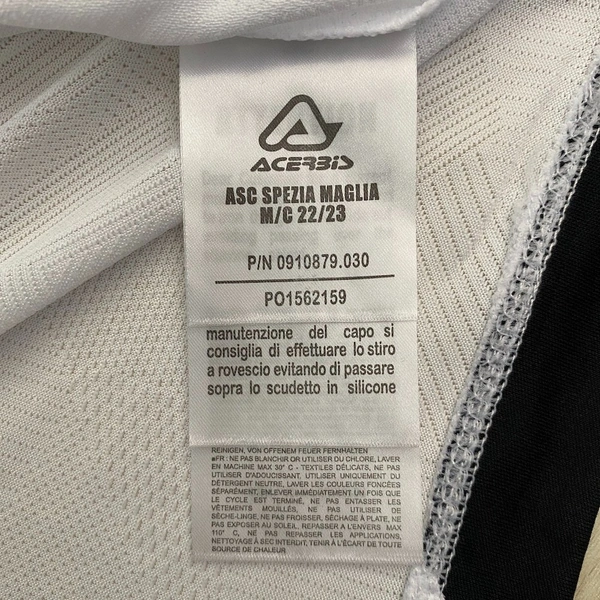 ACERBIS
ASC SPEZIA MAGLIA
M/C 22/23
P/N 0910879.030
PO1562159
manutenzione del capo si
consiglia di effettuare lo stiro
a rovescio evitando di passare
sopra lo scudetto in silicone
REINIGEN, VON OFFENEM FEUER FERNHALTEN
■FR : NE PAS BLANCHIR OU UTILISER DU CHLORE, LAVER
EN MACHINE MAX 30° C - TEXTILES DÉLICATS, NE PAS
UTILISER D'ADOUCISSANT. UTILISER UNIQUEMENT DU
DÉTERGENT NEUTRE, LAVER LES COULEURS FONCÉES
SÉPARÉMENT, ENLEVER IMMÉDIATEMENT UN FOIS QUE
LE CYCLE EST TERMINÉ, NE PAS ENTASSER LES
VÊTEMENTS MOUILLÉS, NE PAS UTILISER DE
SÈCHE-LINGE, NE PAS FROISSER, SÉCHAGE À PLATE, NE
PAS EXPOSER AU SOLEIL. REPASSER A L'ENVERS MAX
110° C, NE PAS REPASSER LES APPLICATIONS,
NETTOYAGE À SEC INTERDIT, TENIR À L'ÉCART DE TOUTE
SOURCE DE CHALEUR